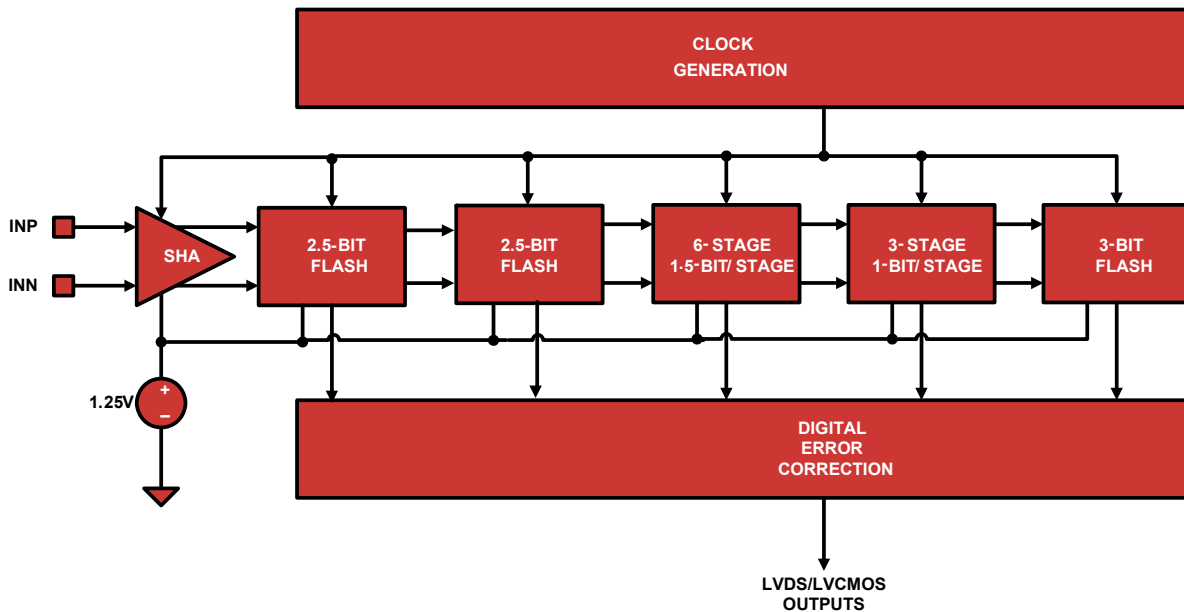 CLOCK
GENERATION
INP
INN
SHA
2.5-BIT
FLASH
2.5-BIT
FLASH
6- STAGE
1.5-BIT/ STAGE
3- STAGE
1-BIT/ STAGE
3-BIT
FLASH
1.25V
+
−
DIGITAL
ERROR
CORRECTION
LVDS/LVCMOS
OUTPUTS